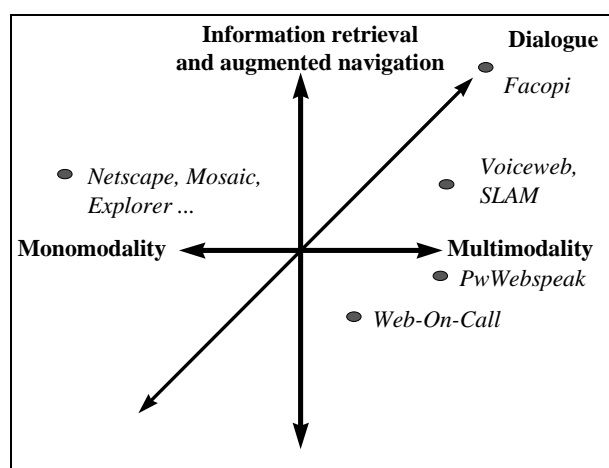 Information retrieval
and augmented navigation
Dialogue
Facopi
Netscape, Mosaic,
Explorer ...
Voiceweb,
SLAM
Monomodality
Multimodality
PwWebspeak
Web-On-Call